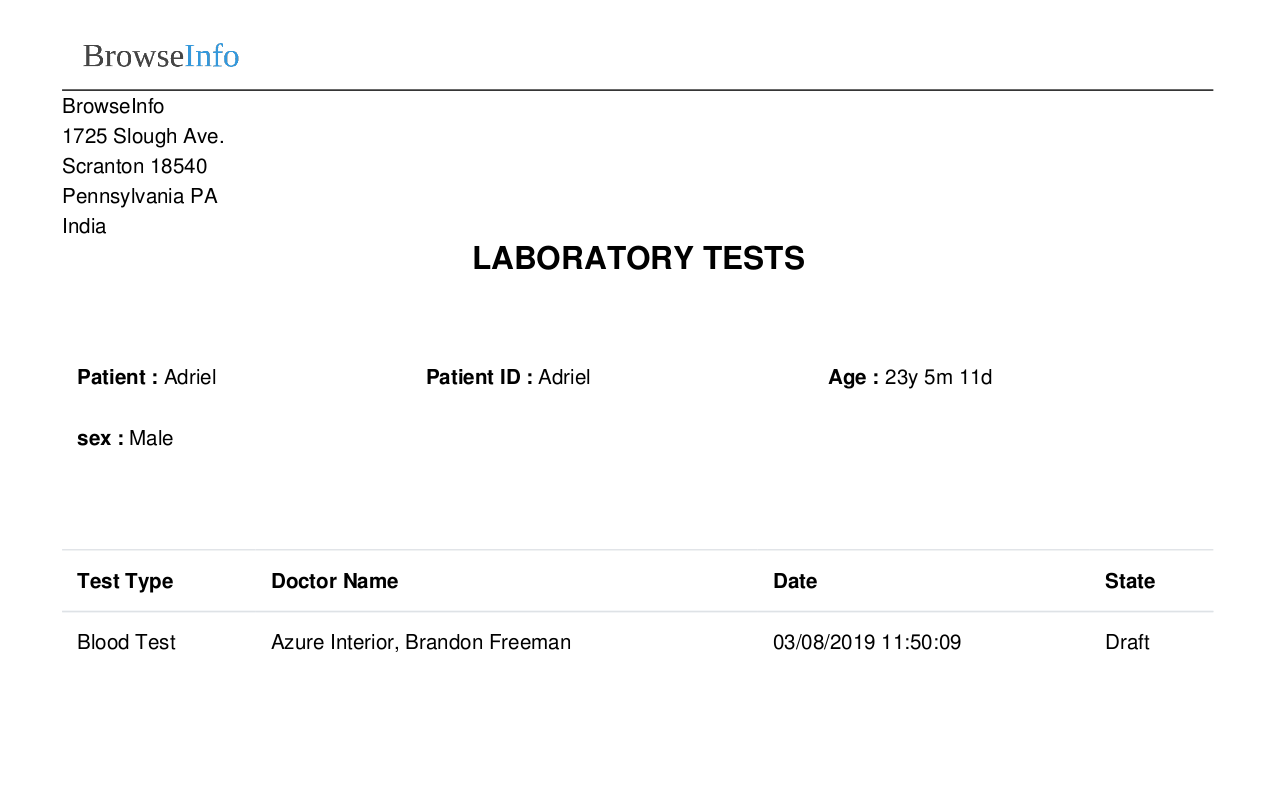 BrowseInfo
BrowseInfo
1725 Slough Ave.
Scranton 18540
Pennsylvania PA
India
LABORATORY TESTS
Patient : Adriel Patient ID : Adriel Age : 23y 5m 11d
sex : Male
Test Type Doctor Name Date State
Blood Test Azure Interior, Brandon Freeman 03/08/2019 11:50:09 Draft